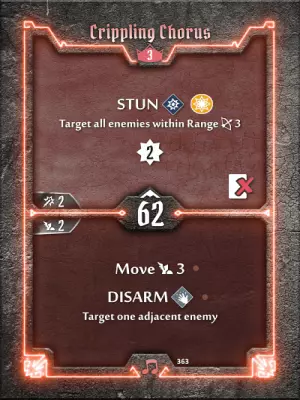 Crippling Chorus
3
STUN
Target all enemies within Range 3
2
2
2
62
Move 3
DISARM
Target one adjacent enemy
363